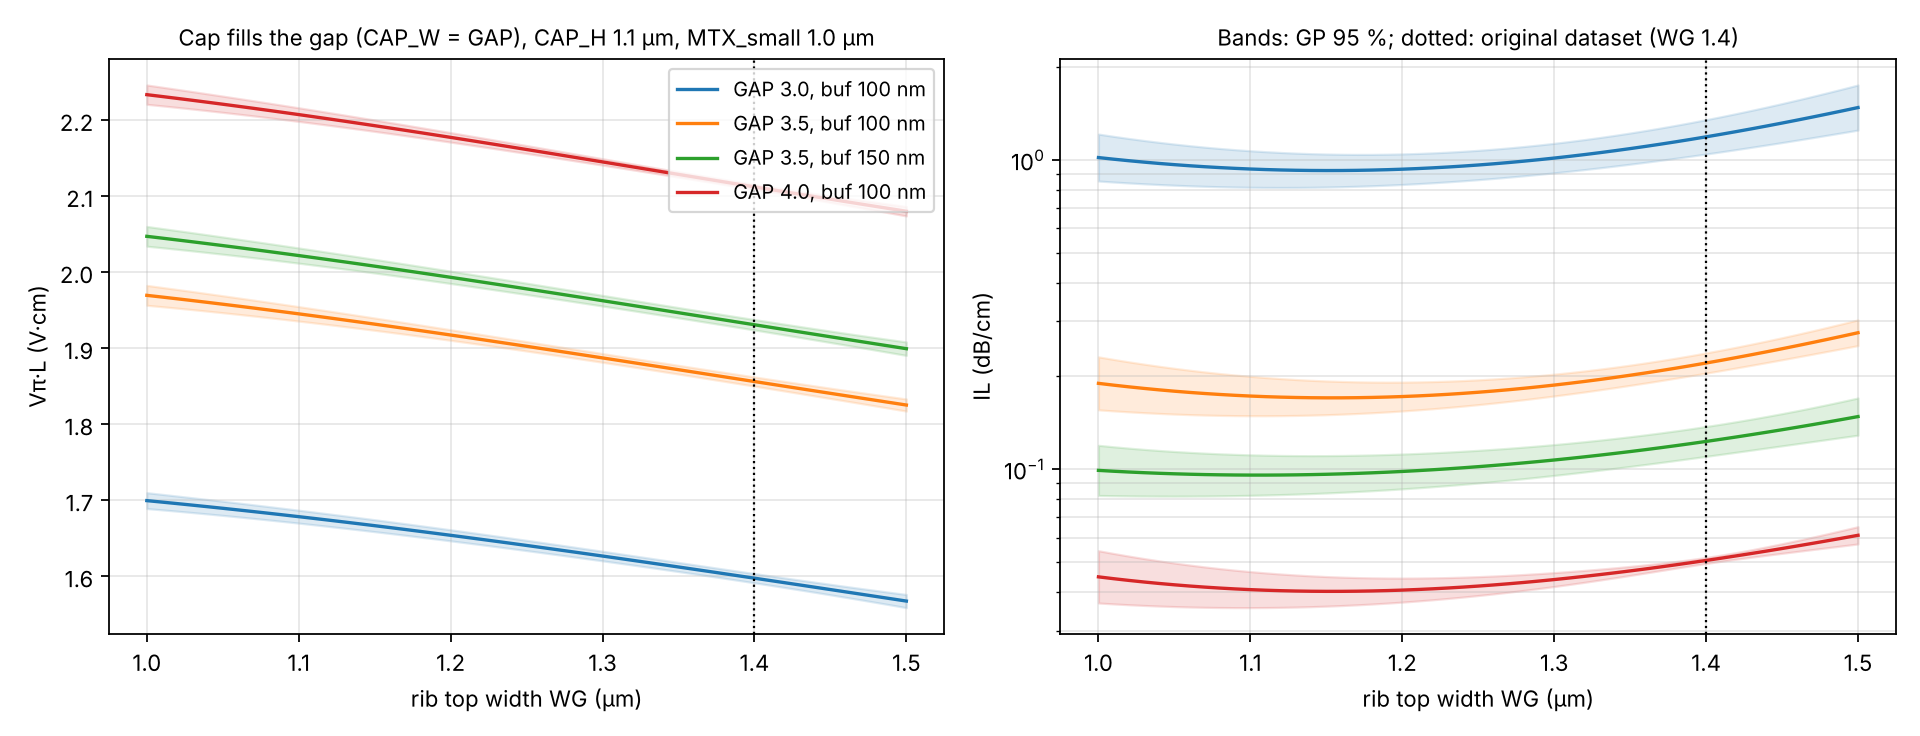 Cap fills the gap (CAP_W = GAP), CAP_H 1.1 µm, MTX_small 1.0 µm
GAP 3.0, buf 100 nm
GAP 3.5, buf 100 nm
GAP 3.5, buf 150 nm
GAP 4.0, buf 100 nm
Vπ·L (V·cm)
2.2
2.1
2.0
1.9
1.8
1.7
1.6
1.0 1.1 1.2 1.3 1.4 1.5
rib top width WG (µm)
Bands: GP 95 %; dotted: original dataset (WG 1.4)
IL (dB/cm)
10⁰
10⁻¹
1.0 1.1 1.2 1.3 1.4 1.5
rib top width WG (µm)